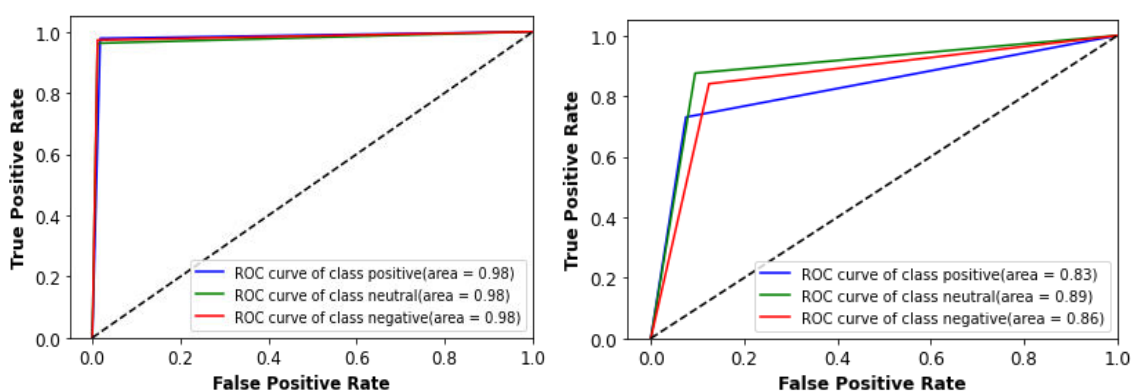 True Positive Rate
1.0
0.8
0.6
0.4
0.2
0.0
ROC curve of class positive(area = 0.98)
ROC curve of class neutral(area = 0.98)
ROC curve of class negative(area = 0.98)
0.0 0.2 0.4 0.6 0.8 1.0
False Positive Rate
True Positive Rate
1.0
0.8
0.6
0.4
0.2
0.0
ROC curve of class positive(area = 0.83)
ROC curve of class neutral(area = 0.89)
ROC curve of class negative(area = 0.86)
0.0 0.2 0.4 0.6 0.8 1.0
False Positive Rate